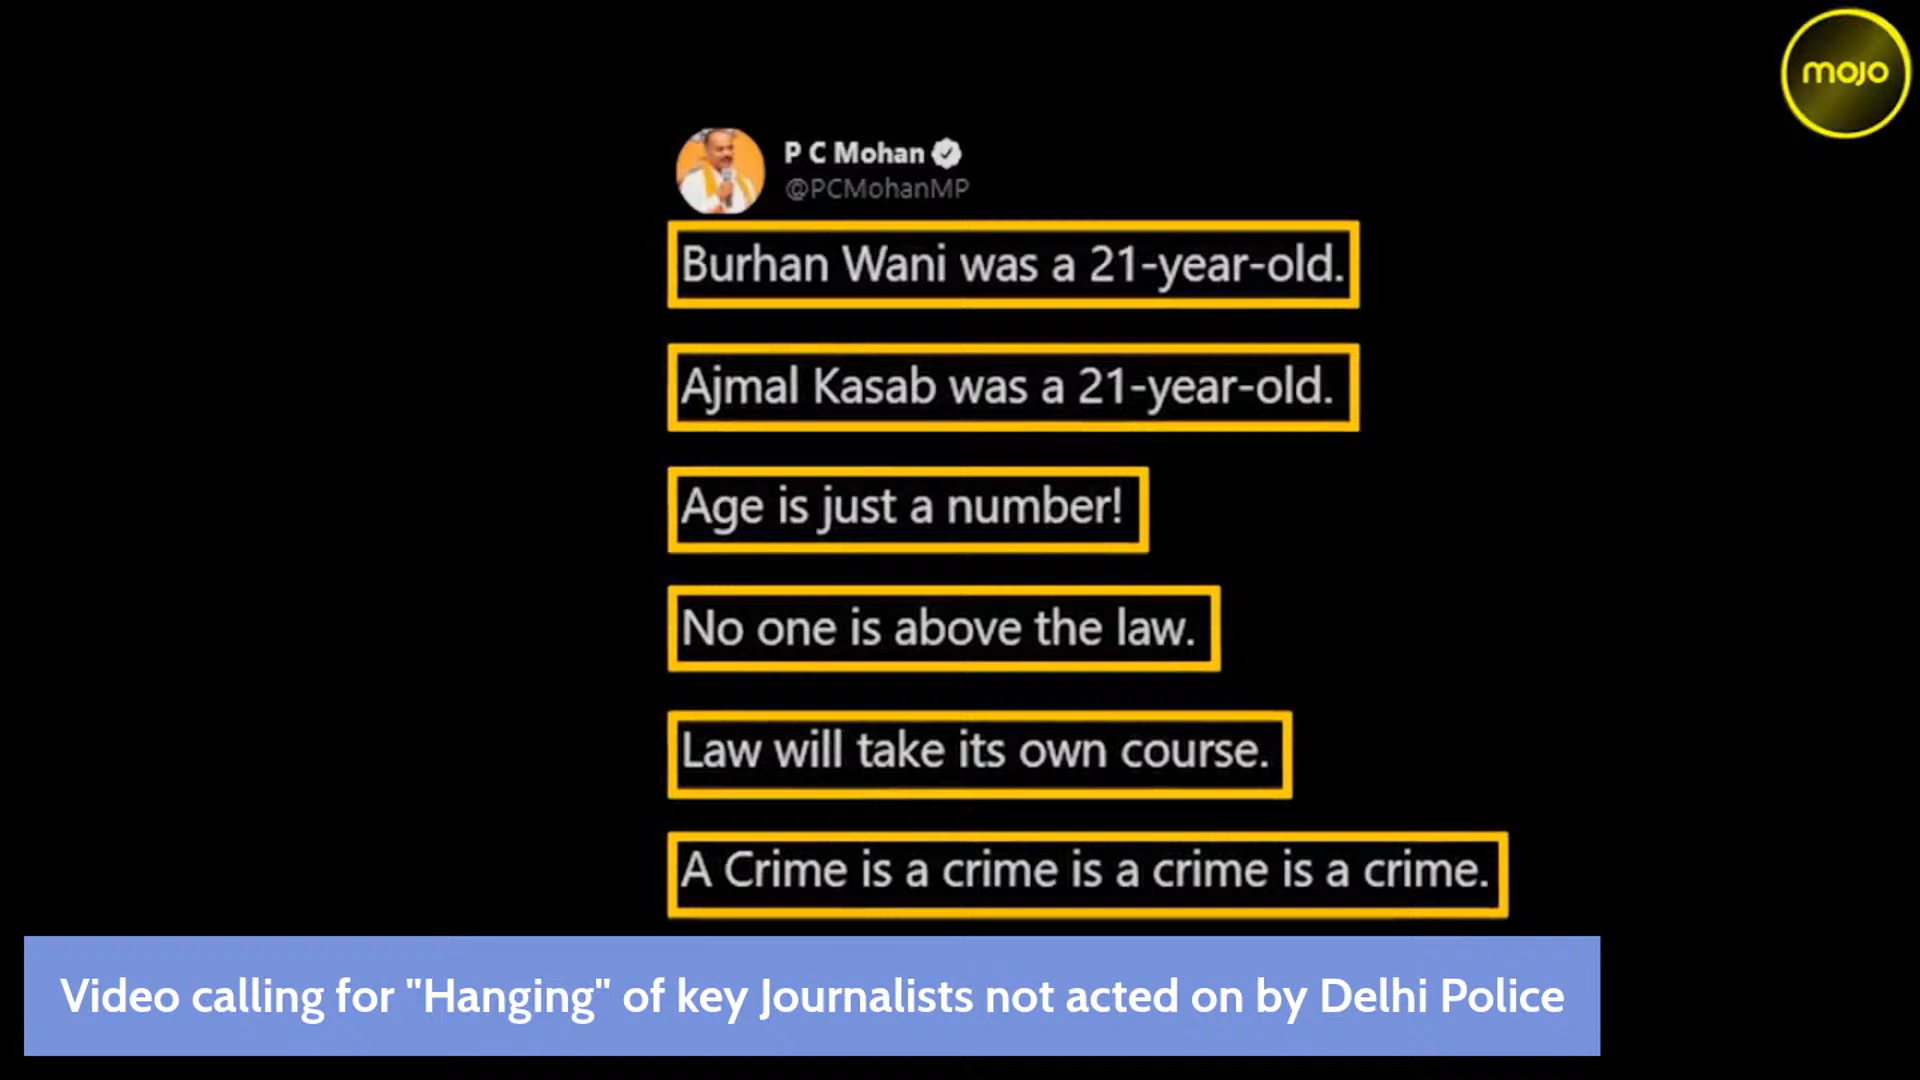 mojo
P C Mohan
@PCMohanMP
Burhan Wani was a 21-year-old.
Ajmal Kasab was a 21-year-old.
Age is just a number!
No one is above the law.
Law will take its own course.
A Crime is a crime is a crime is a crime.
Video calling for "Hanging" of key Journalists not acted on by Delhi Police